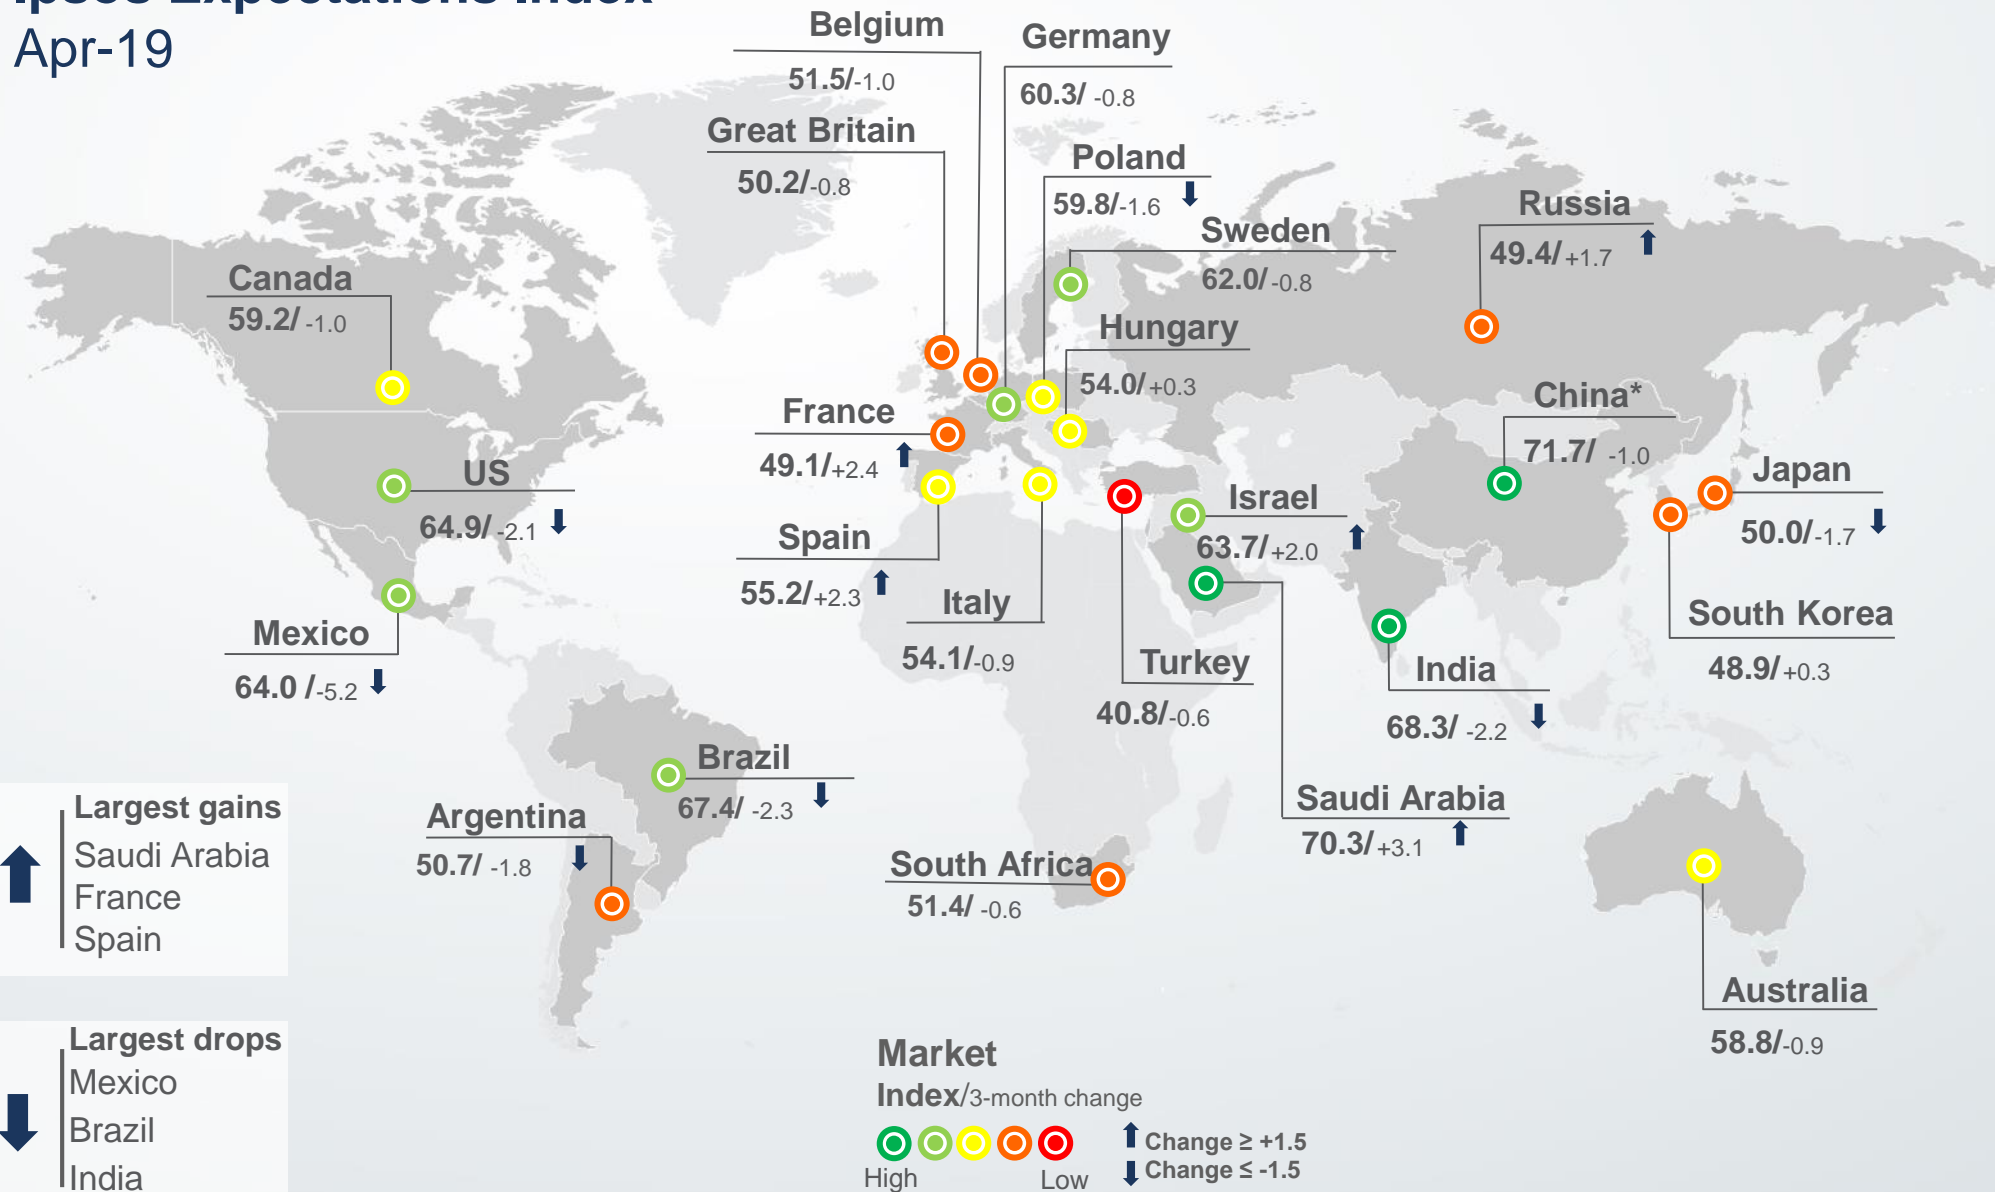 Ipsos Expectations Index
Apr-19
Belgium
51.5/-1.0
Germany
60.3/ -0.8
Great Britain
50.2/-0.8
Poland
59.8/-1.6
Sweden
62.0/-0.8
Russia
49.4/+1.7
Canada
59.2/ -1.0
Hungary
54.0/+0.3
France
49.1/+2.4
China*
71.7/ -1.0
US
64.9/ -2.1
Japan
50.0/-1.7
Israel
63.7/+2.0
Spain
55.2/+2.3
Italy
54.1/-0.9
South Korea
48.9/+0.3
Mexico
64.0 /-5.2
Turkey
40.8/-0.6
India
68.3/ -2.2
Brazil
67.4/ -2.3
Argentina
50.7/ -1.8
Saudi Arabia
70.3/+3.1
South Africa
51.4/ -0.6
Australia
58.8/-0.9
Largest gains
Saudi Arabia
France
Spain
Largest drops
Mexico
Brazil
India
Market
Index/3-month change
High
Low
Change ≥ +1.5
Change ≤ -1.5